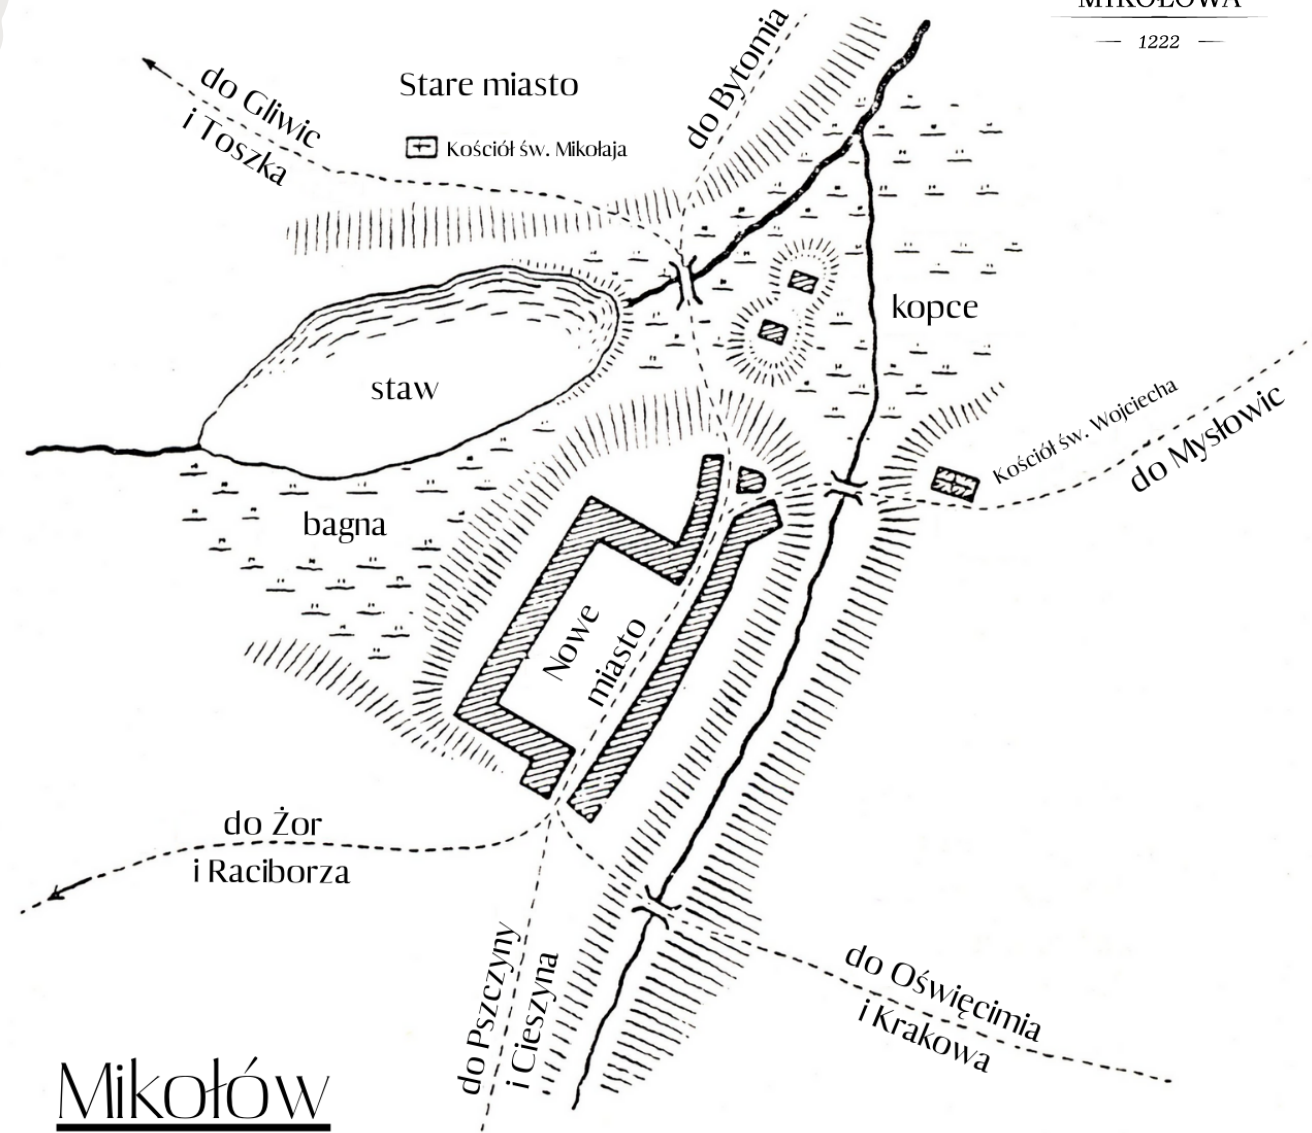 MIKOŁOWA
1222
do Gliwic
i Toszka
Stare miasto
Kościół św. Mikołaja
do Bytomia
kopce
staw
Kościół św. Wojciecha
do Mysłowic
bagna
Nowe
miasto
do Żor
i Raciborza
do Pszczyny
i Cieszyna
do Oświęcimia
i Krakowa
Mikołów